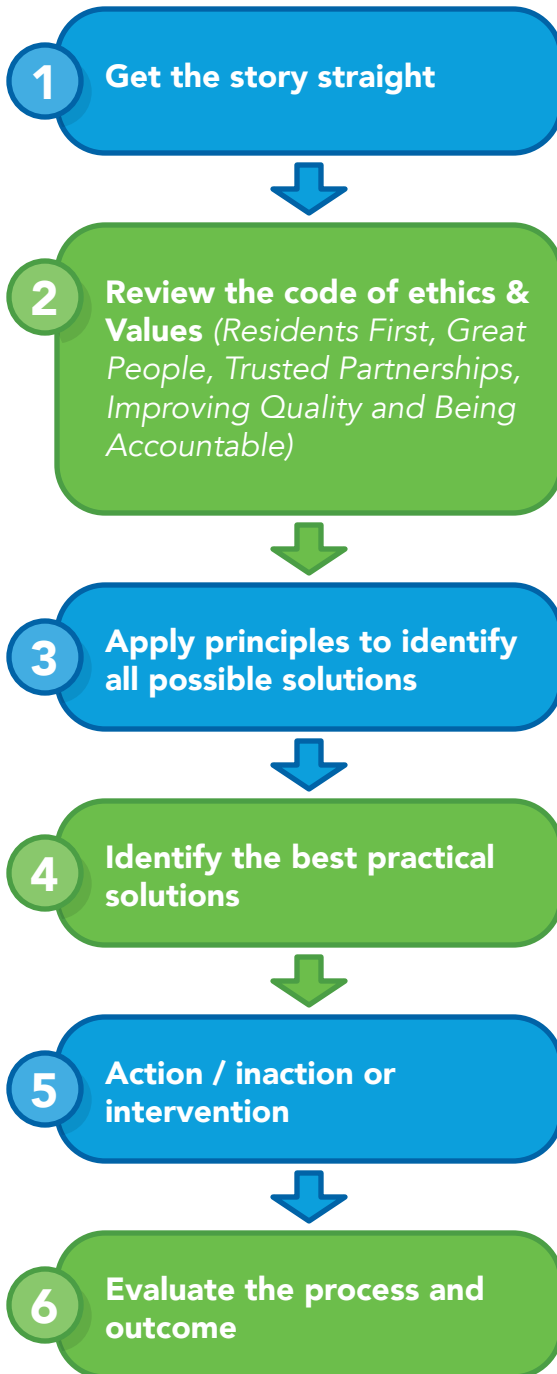 1
Get the story straight
2
Review the code of ethics &
Values (Residents First, Great
People, Trusted Partnerships,
Improving Quality and Being
Accountable)
3
Apply principles to identify
all possible solutions
4
Identify the best practical
solutions
5
Action / inaction or
intervention
6
Evaluate the process and
outcome